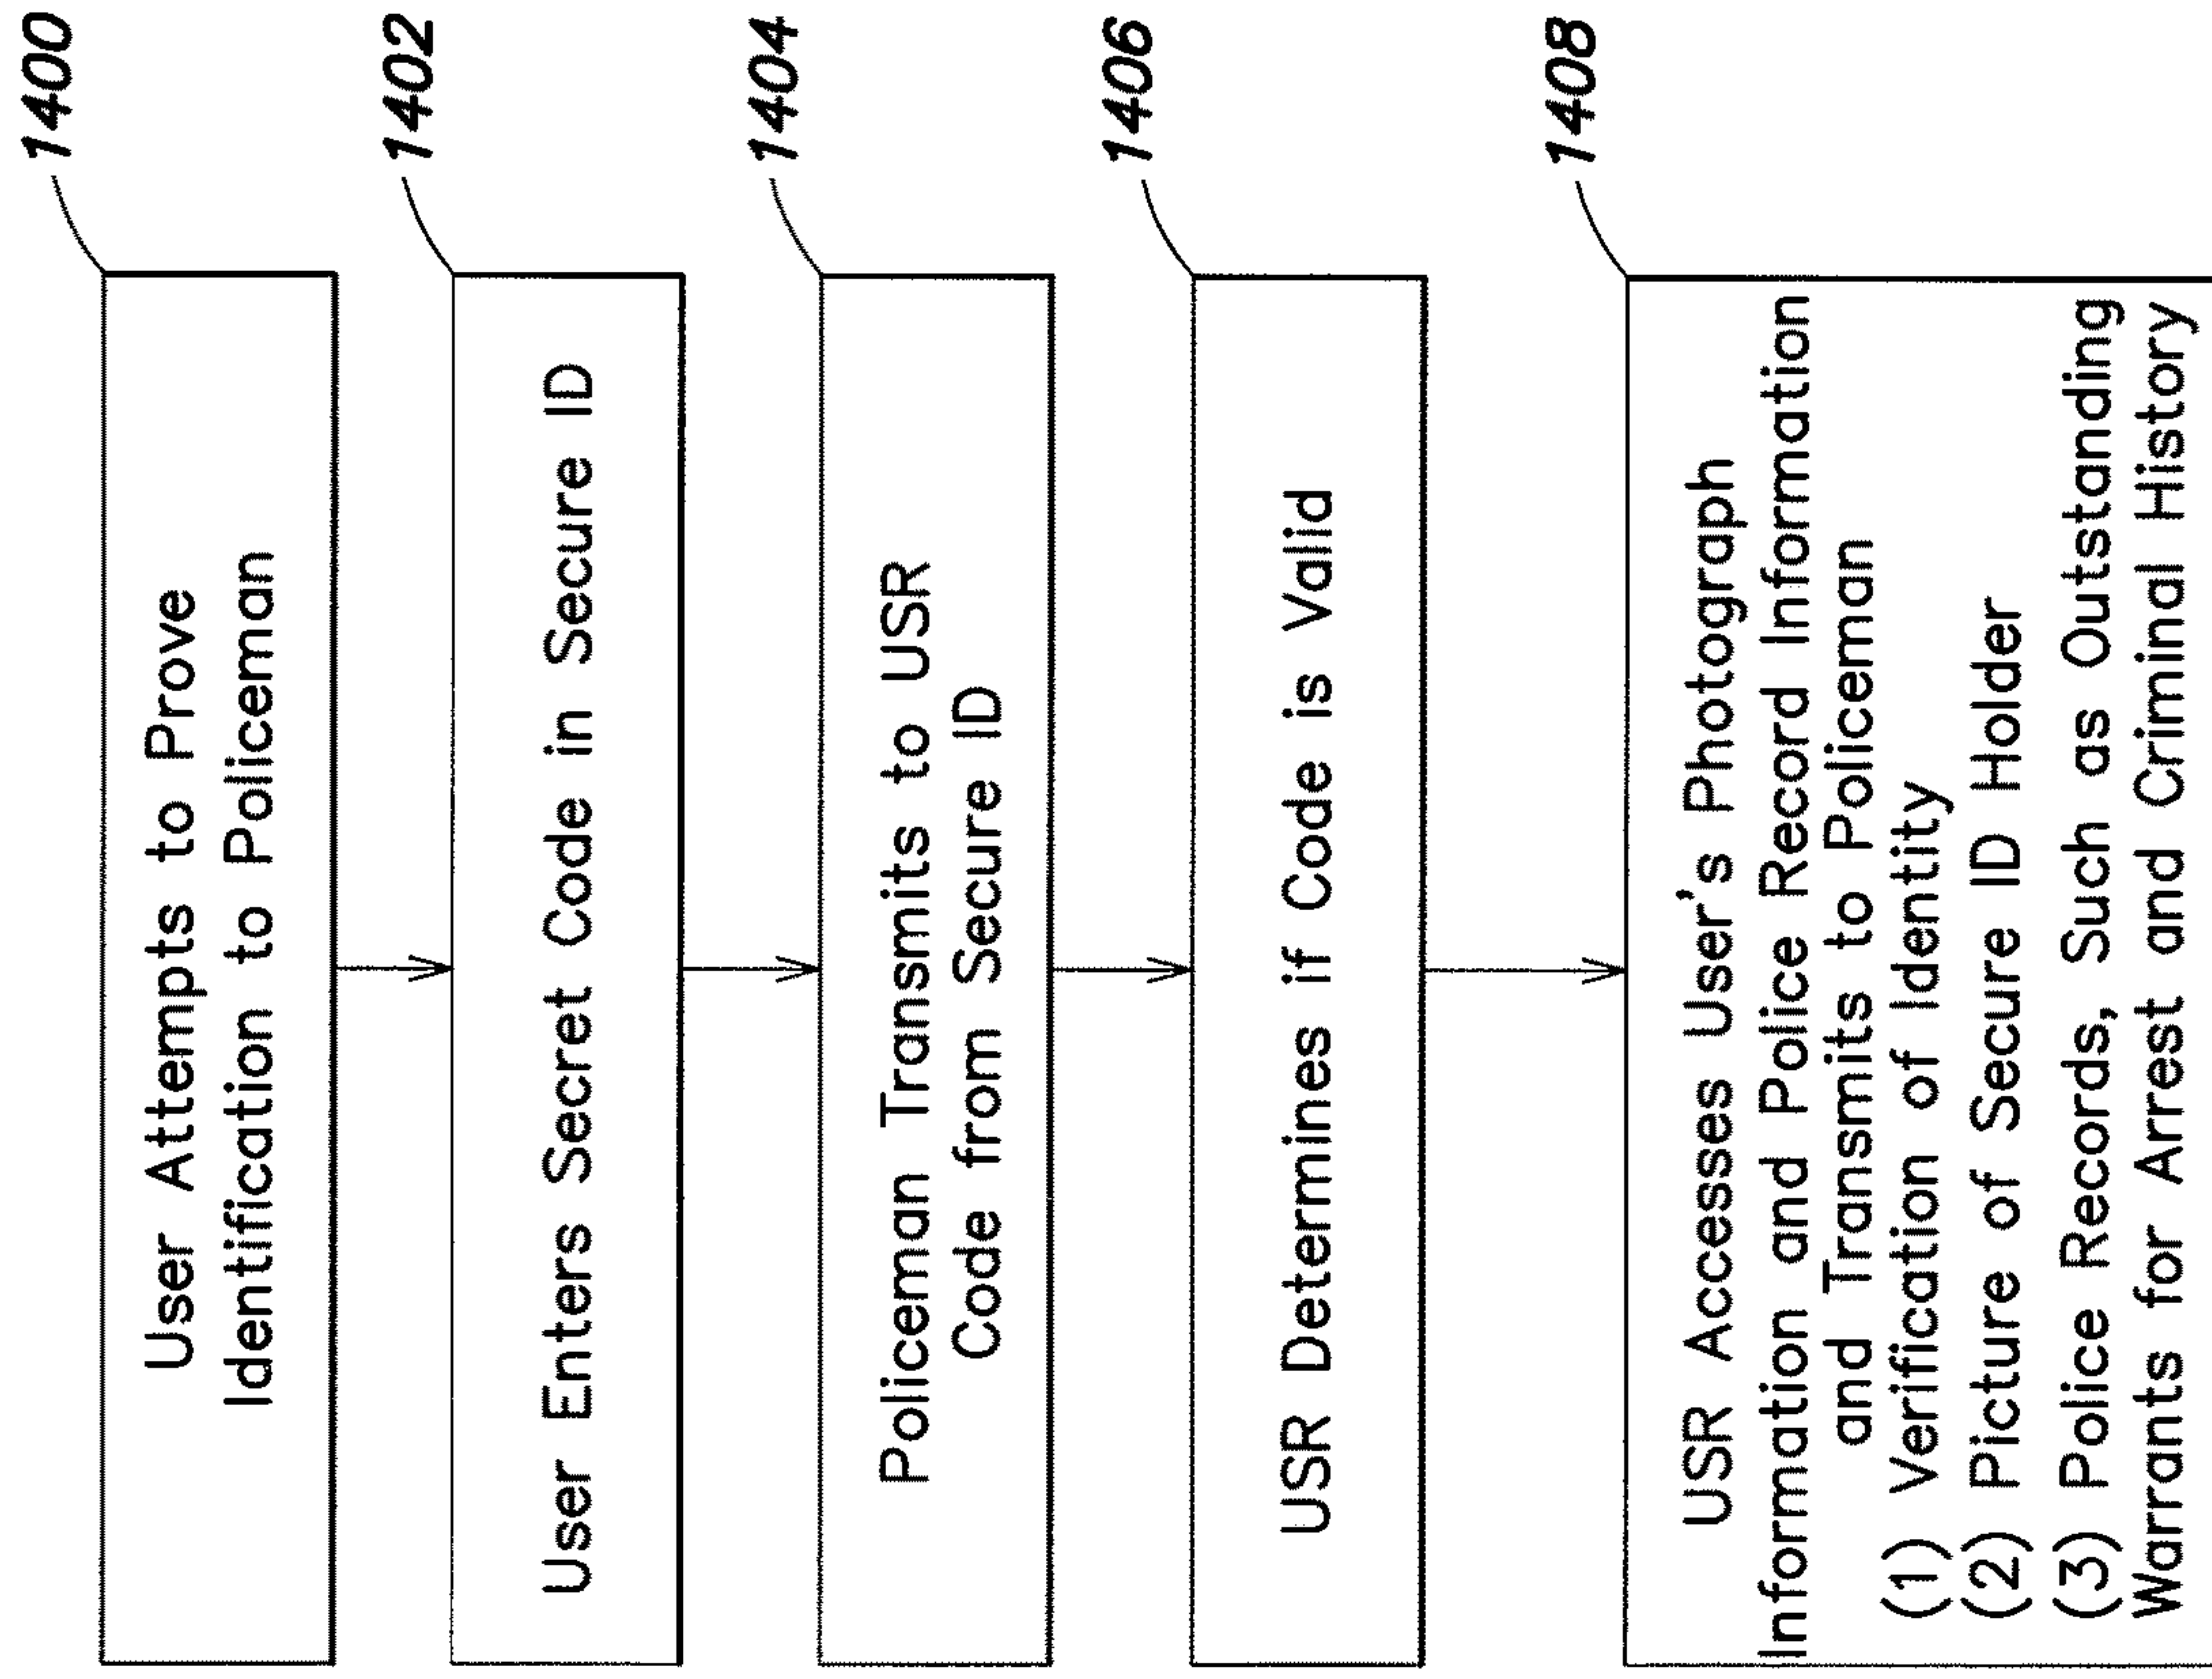 1400
User Attempts to Prove
Identification to Policeman
1402
User Enters Secret Code in Secure ID
1404
Policeman Transmits to USR
Code from Secure ID
1406
USR Determines if Code is Valid
1408
USR Accesses User's Photograph
Information and Police Record Information
and Transmits to Policeman
(1) Verification of Identity
(2) Picture of Secure ID Holder
(3) Police Records, Such as Outstanding
Warrants for Arrest and Criminal History